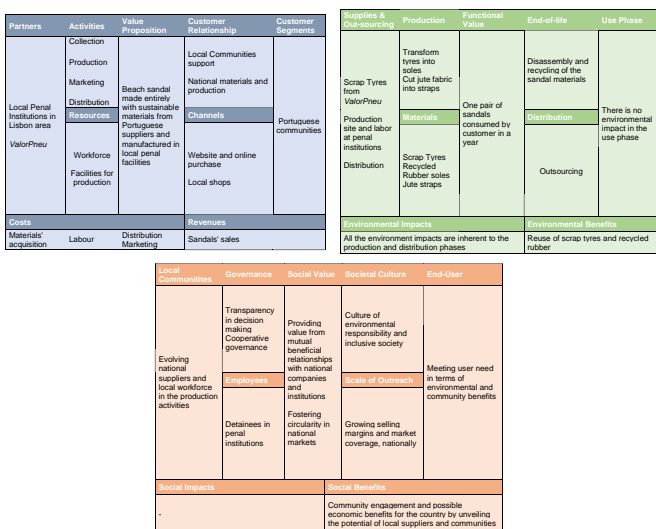 Partners
Activities
Value
Proposition
Customer
Relationship
Customer
Segments
Local Penal
Institutions in
Lisbon area
ValorPneu
Collection
Production
Marketing
Distribution
Resources
Workforce
Facilities for
production
Beach sandal
made entirely
with sustainable
materials from
Portuguese
suppliers and
manufactured in
local penal
facilities
Local Communities
support
National materials and
production
Channels
Website and online
purchase
Local shops
Portuguese
communities
Costs
Revenues
Materials'
acquisition
Labour
Distribution
Marketing
Sandals' sales
Supplies &
Out-sourcing
Production
Functional
Value
End-of-life
Use Phase
Scrap Tyres
from
ValorPneu
Production
site and labor
at penal
institutions
Distribution
Transform
tyres into
soles
Cut jute fabric
into straps
Materials
Scrap Tyres
Recycled
Rubber soles
Jute straps
One pair of
sandals
consumed by
customer in a
year
Disassembly and
recycling of the
sandal materials
Distribution
Outsourcing
There is no
environmental
impact in the
use phase
Environmental Impacts
Environmental Benefits
All the environment impacts are inherent to the
production and distribution phases
Reuse of scrap tyres and recycled
rubber
Local
Communitites
Governance
Social Value
Societal Culture
End-User
Evolving
national
suppliers and
local workforce
in the production
activities
Transparency
in decision
making
Cooperative
governance
Employees
Detainees in
penal
institutions
Providing
value from
mutual
beneficial
relationships
with national
companies
and
institutions
Fostering
circularity in
national
markets
Culture of
environmental
responsibility and
inclusive society
Scale of Outreach
Growing selling
margins and market
coverage, nationally
Meeting user need
in terms of
environmental and
community benefits
Social Impacts
Social Benefits
-
Community engagement and possible
economic benefits for the country by unveiling
the potential of local suppliers and communities